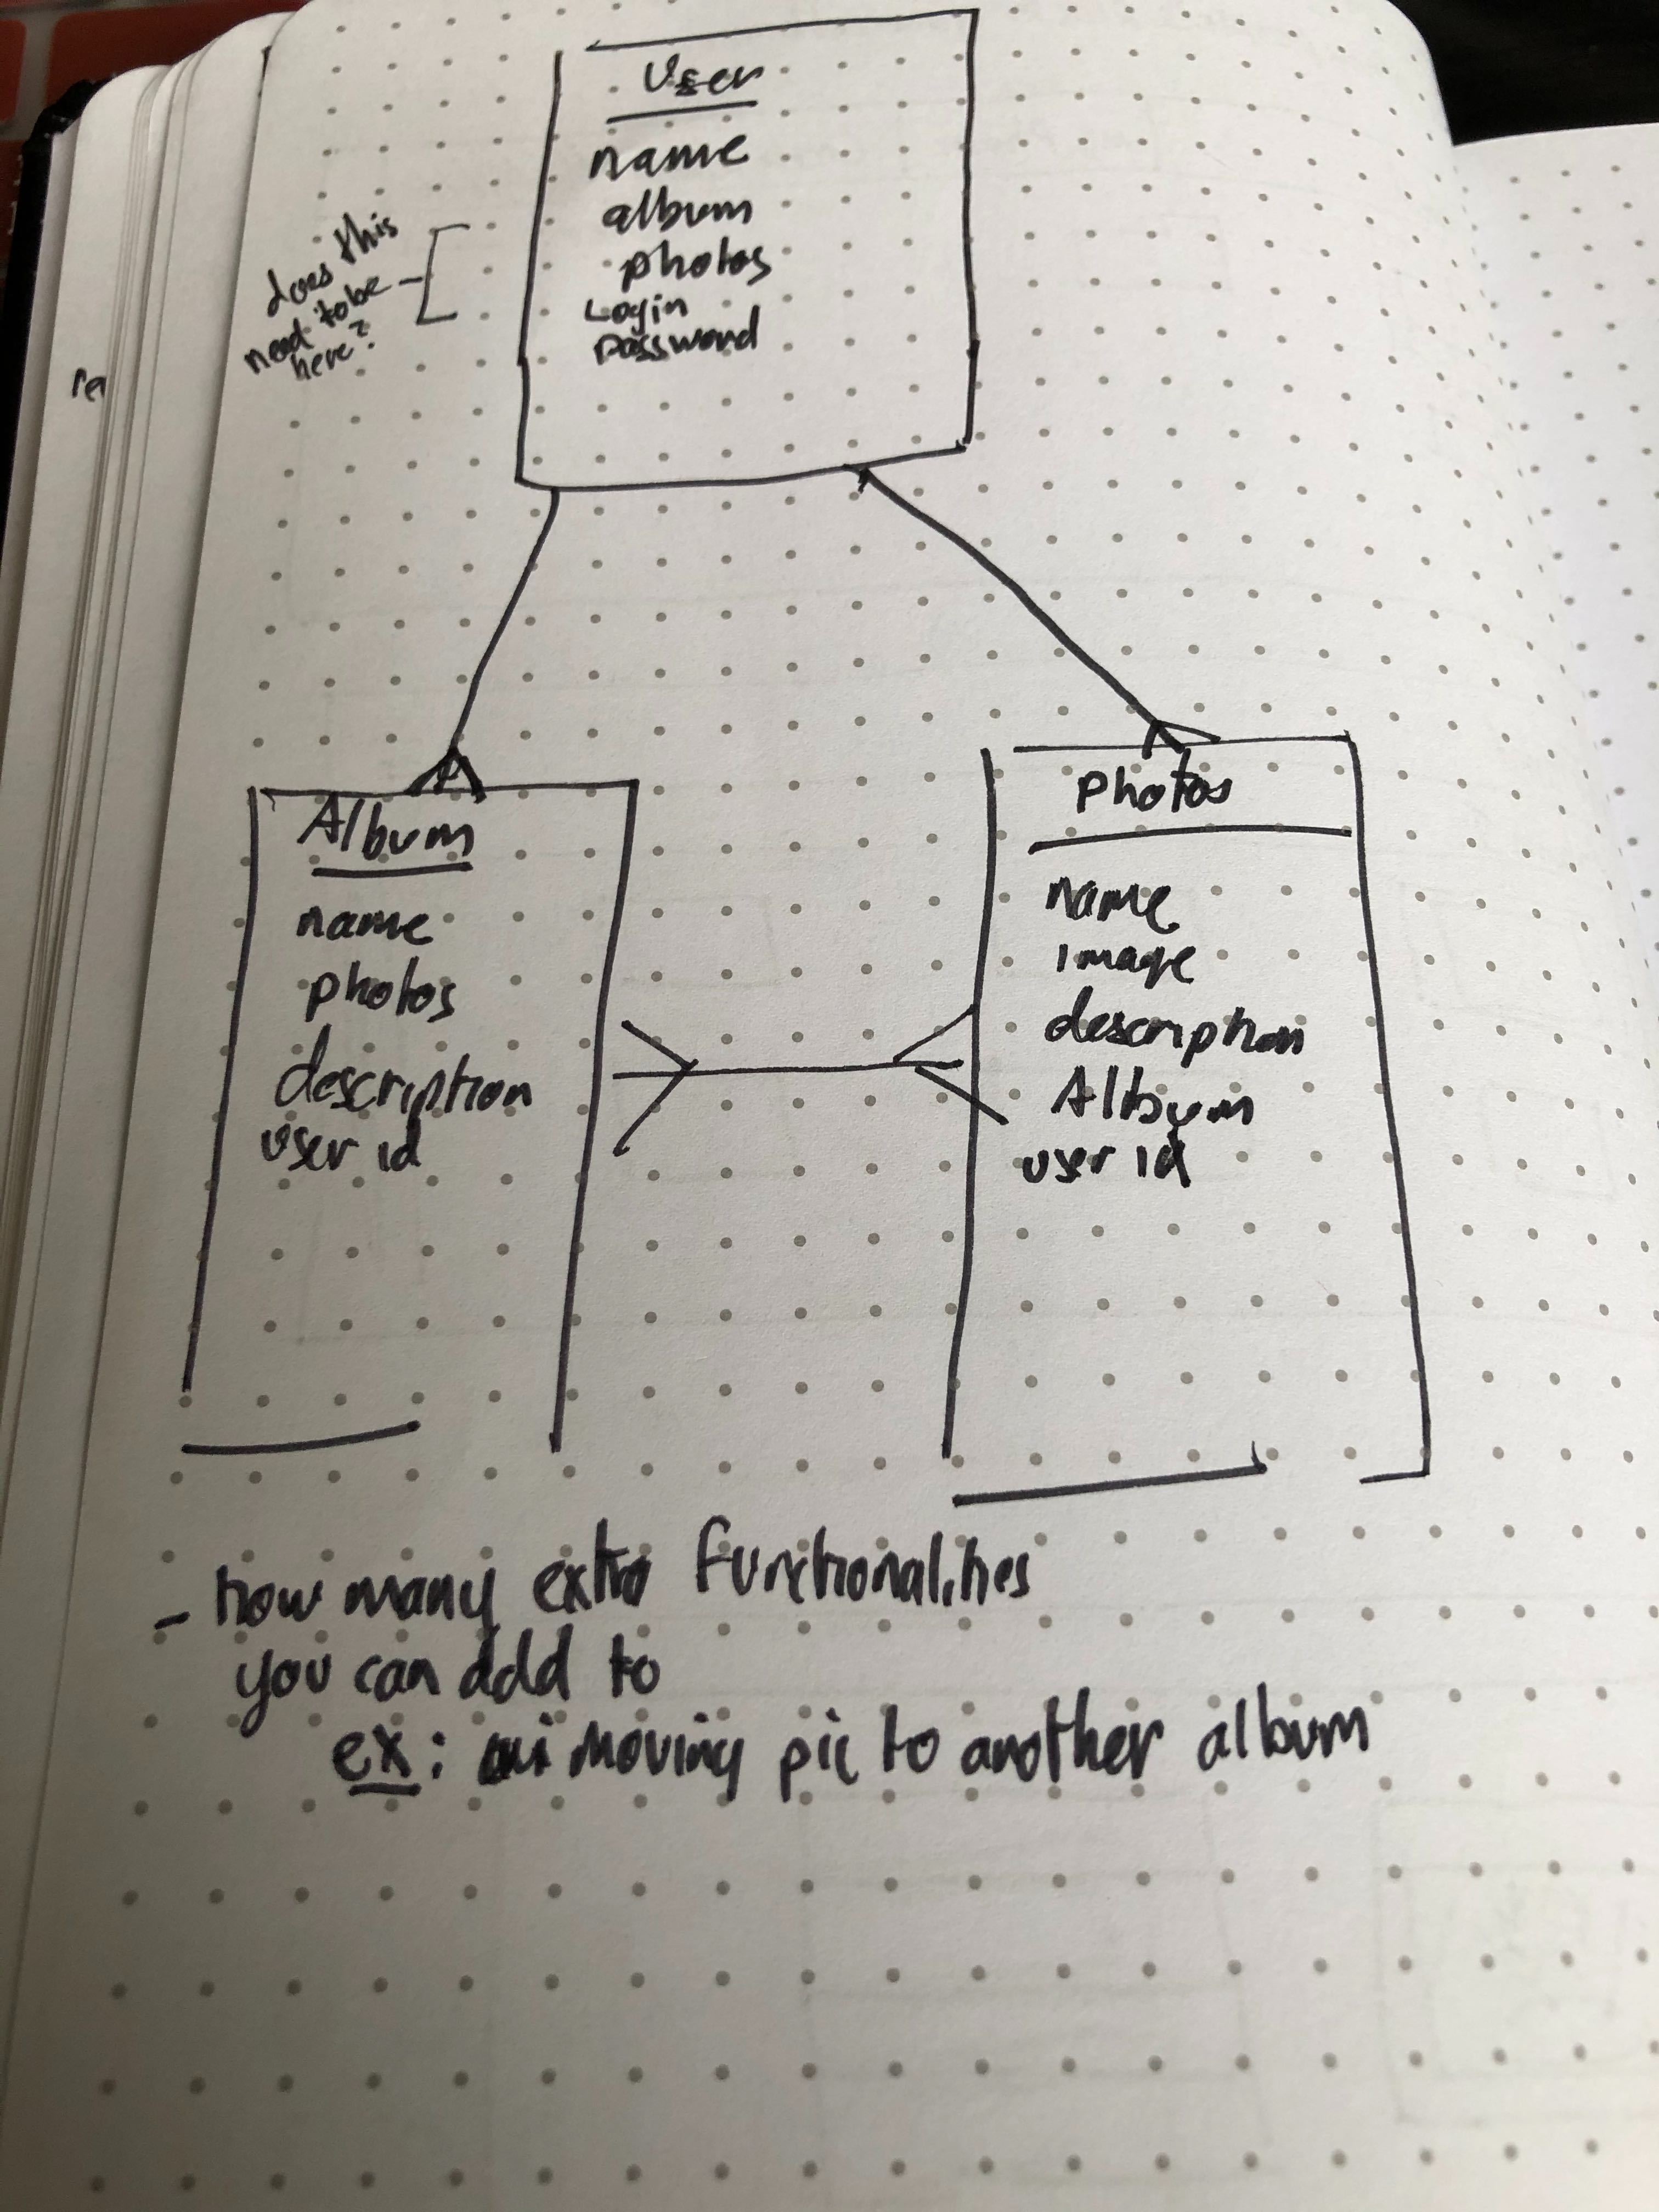 User
name
album
photos
Login
password
does this
need to be
here?
Album
name
photos
description
user id
Photos
name
image
description
Album
user id
- how many extra functionalities
you can add to
ex: moving pic to another album